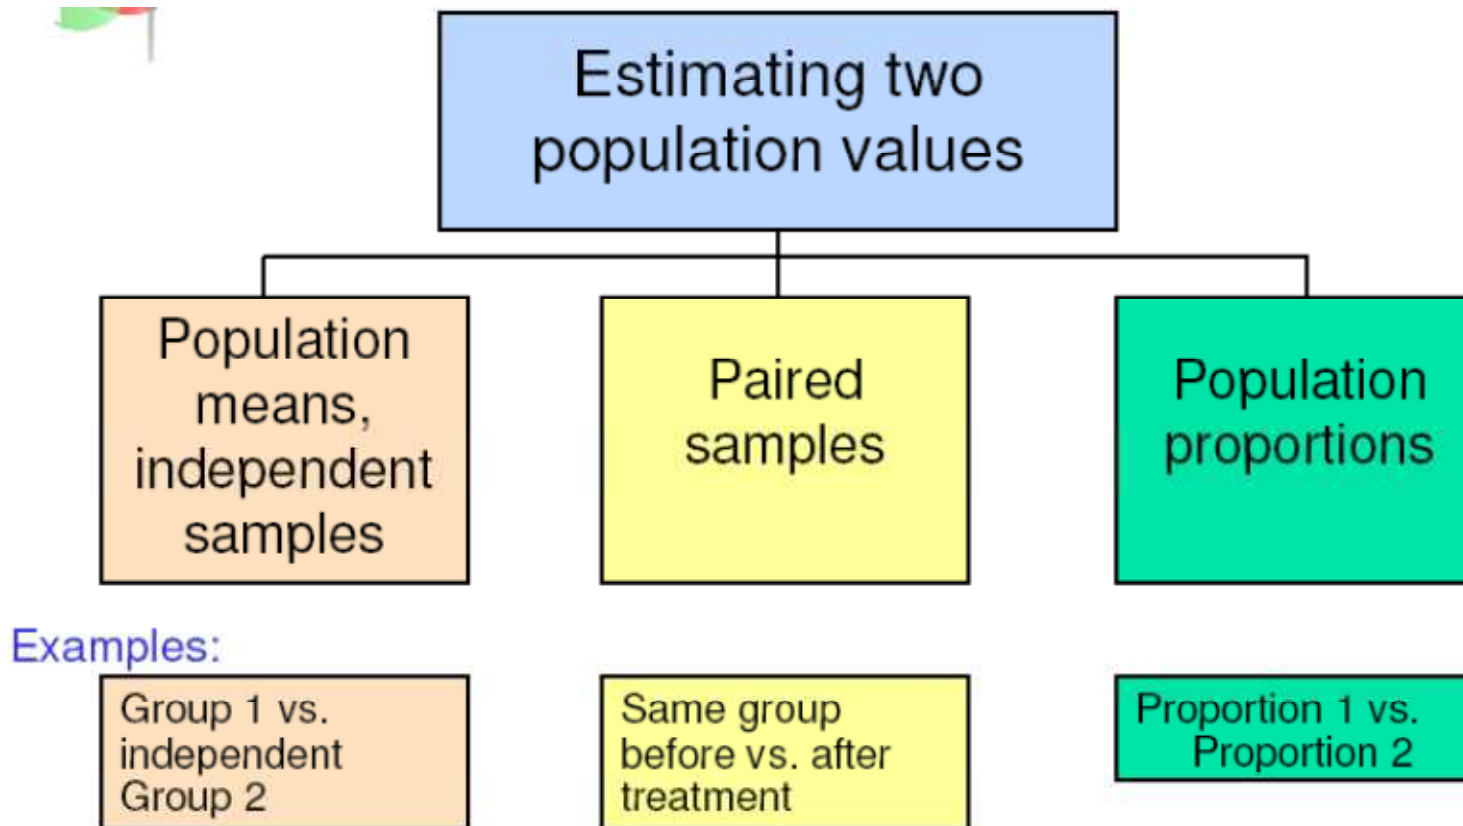 Estimating two
population values
Population
means,
independent
samples
Paired
samples
Population
proportions
Examples:
Group 1 vs.
independent
Group 2
Same group
before vs. after
treatment
Proportion 1 vs.
Proportion 2